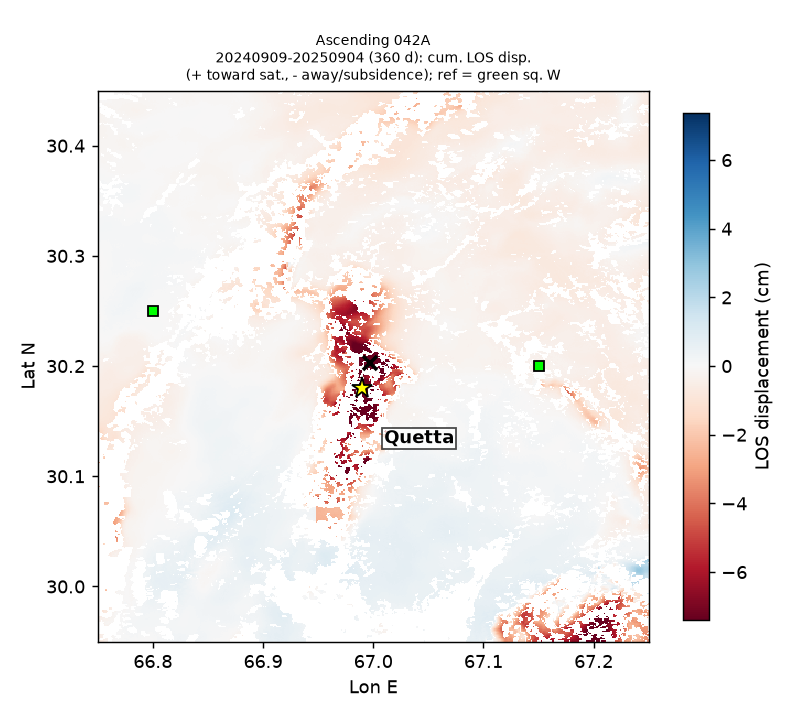 Ascending 042A
20240909-20250904 (360 d): cum. LOS disp.
(+ toward sat., - away/subsidence); ref = green sq. W
30.4
30.3
30.2
30.1
30.0
Lat N
Quetta
66.8
66.9
67.0
67.1
67.2
Lon E
6
4
2
0
−2
−4
−6
LOS displacement (cm)